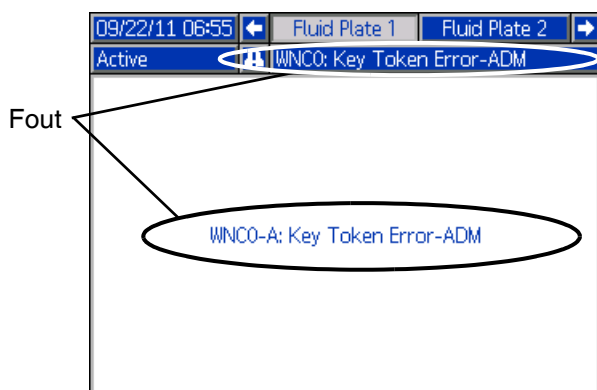 09/22/11 06:55 Fluid Plate 1 Fluid Plate 2
Active WNC0: Key Token Error-ADM
Fout
WNC0-A: Key Token Error-ADM